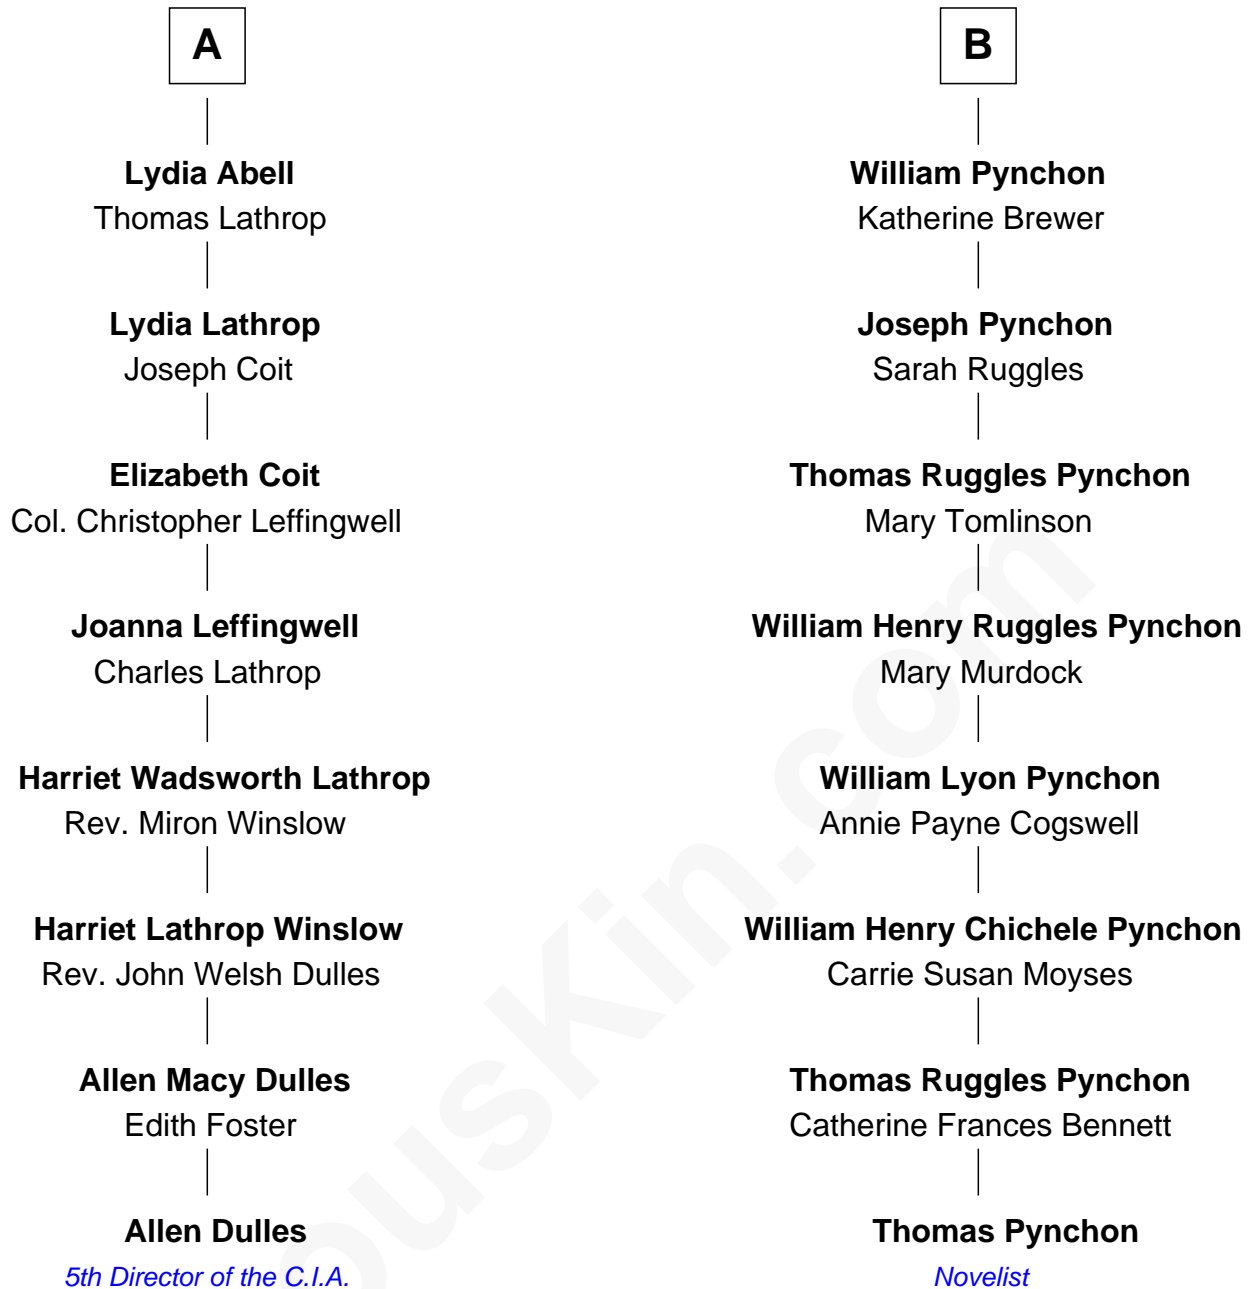 A
Lydia Abell
Thomas Lathrop
Lydia Lathrop
Joseph Coit
Elizabeth Coit
Col. Christopher Leffingwell
Joanna Leffingwell
Charles Lathrop
Harriet Wadsworth Lathrop
Rev. Miron Winslow
Harriet Lathrop Winslow
Rev. John Welsh Dulles
Allen Macy Dulles
Edith Foster
Allen Dulles
5th Director of the C.I.A.
B
William Pynchon
Katherine Brewer
Joseph Pynchon
Sarah Ruggles
Thomas Ruggles Pynchon
Mary Tomlinson
William Henry Ruggles Pynchon
Mary Murdock
William Lyon Pynchon
Annie Payne Cogswell
William Henry Chichele Pynchon
Carrie Susan Moyses
Thomas Ruggles Pynchon
Catherine Frances Bennett
Thomas Pynchon
Novelist
ousKin.com